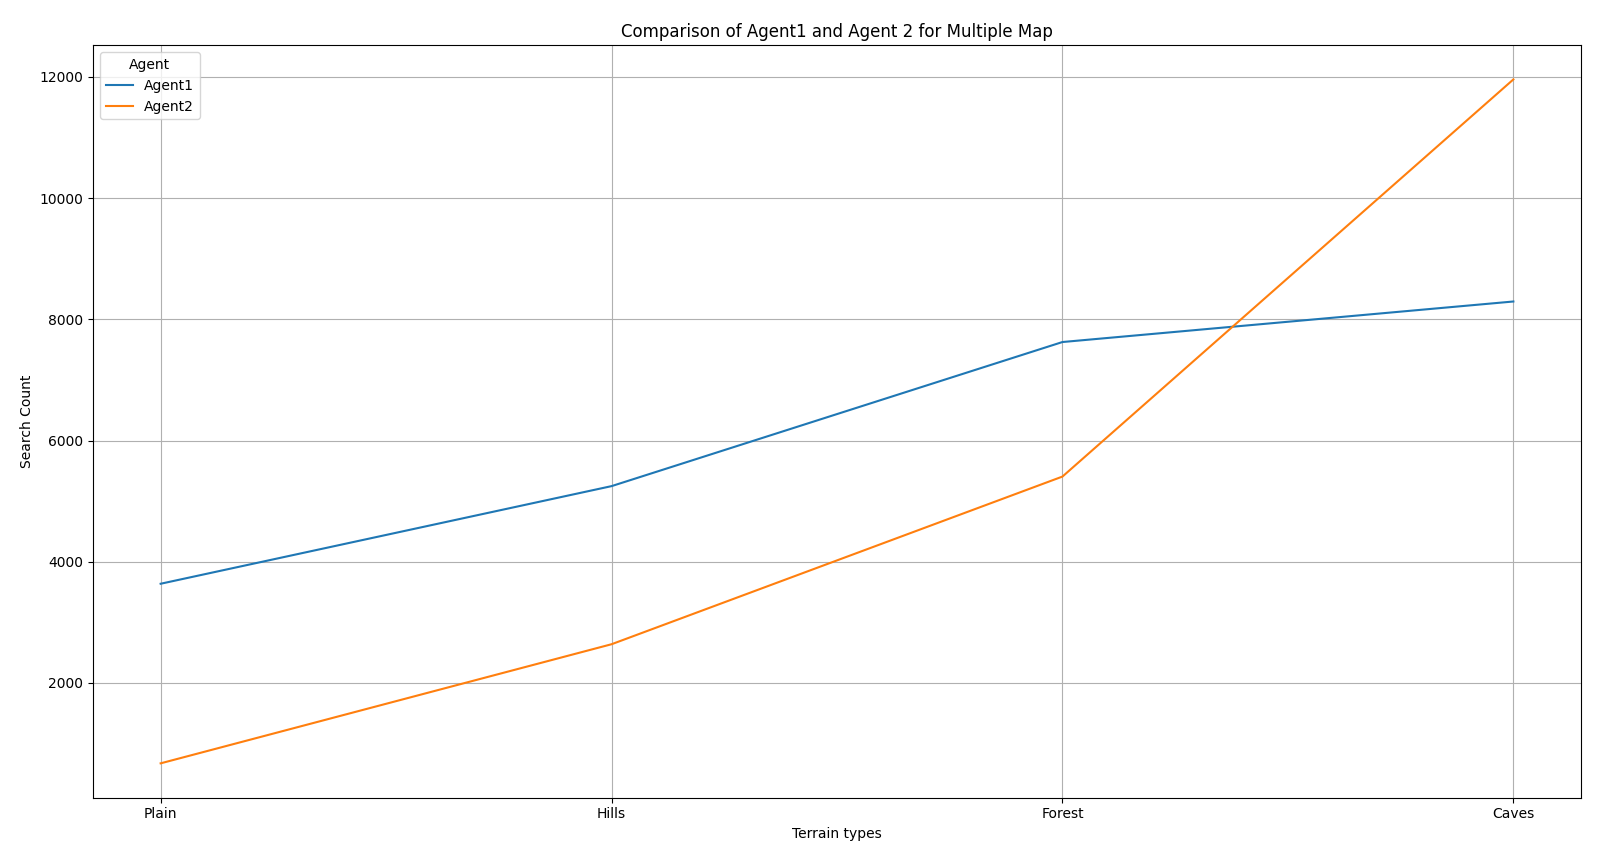 Comparison of Agent1 and Agent 2 for Multiple Map
Agent
Agent1
Agent2
12000
10000
8000
6000
4000
2000
Search Count
Plain
Hills
Forest
Caves
Terrain types